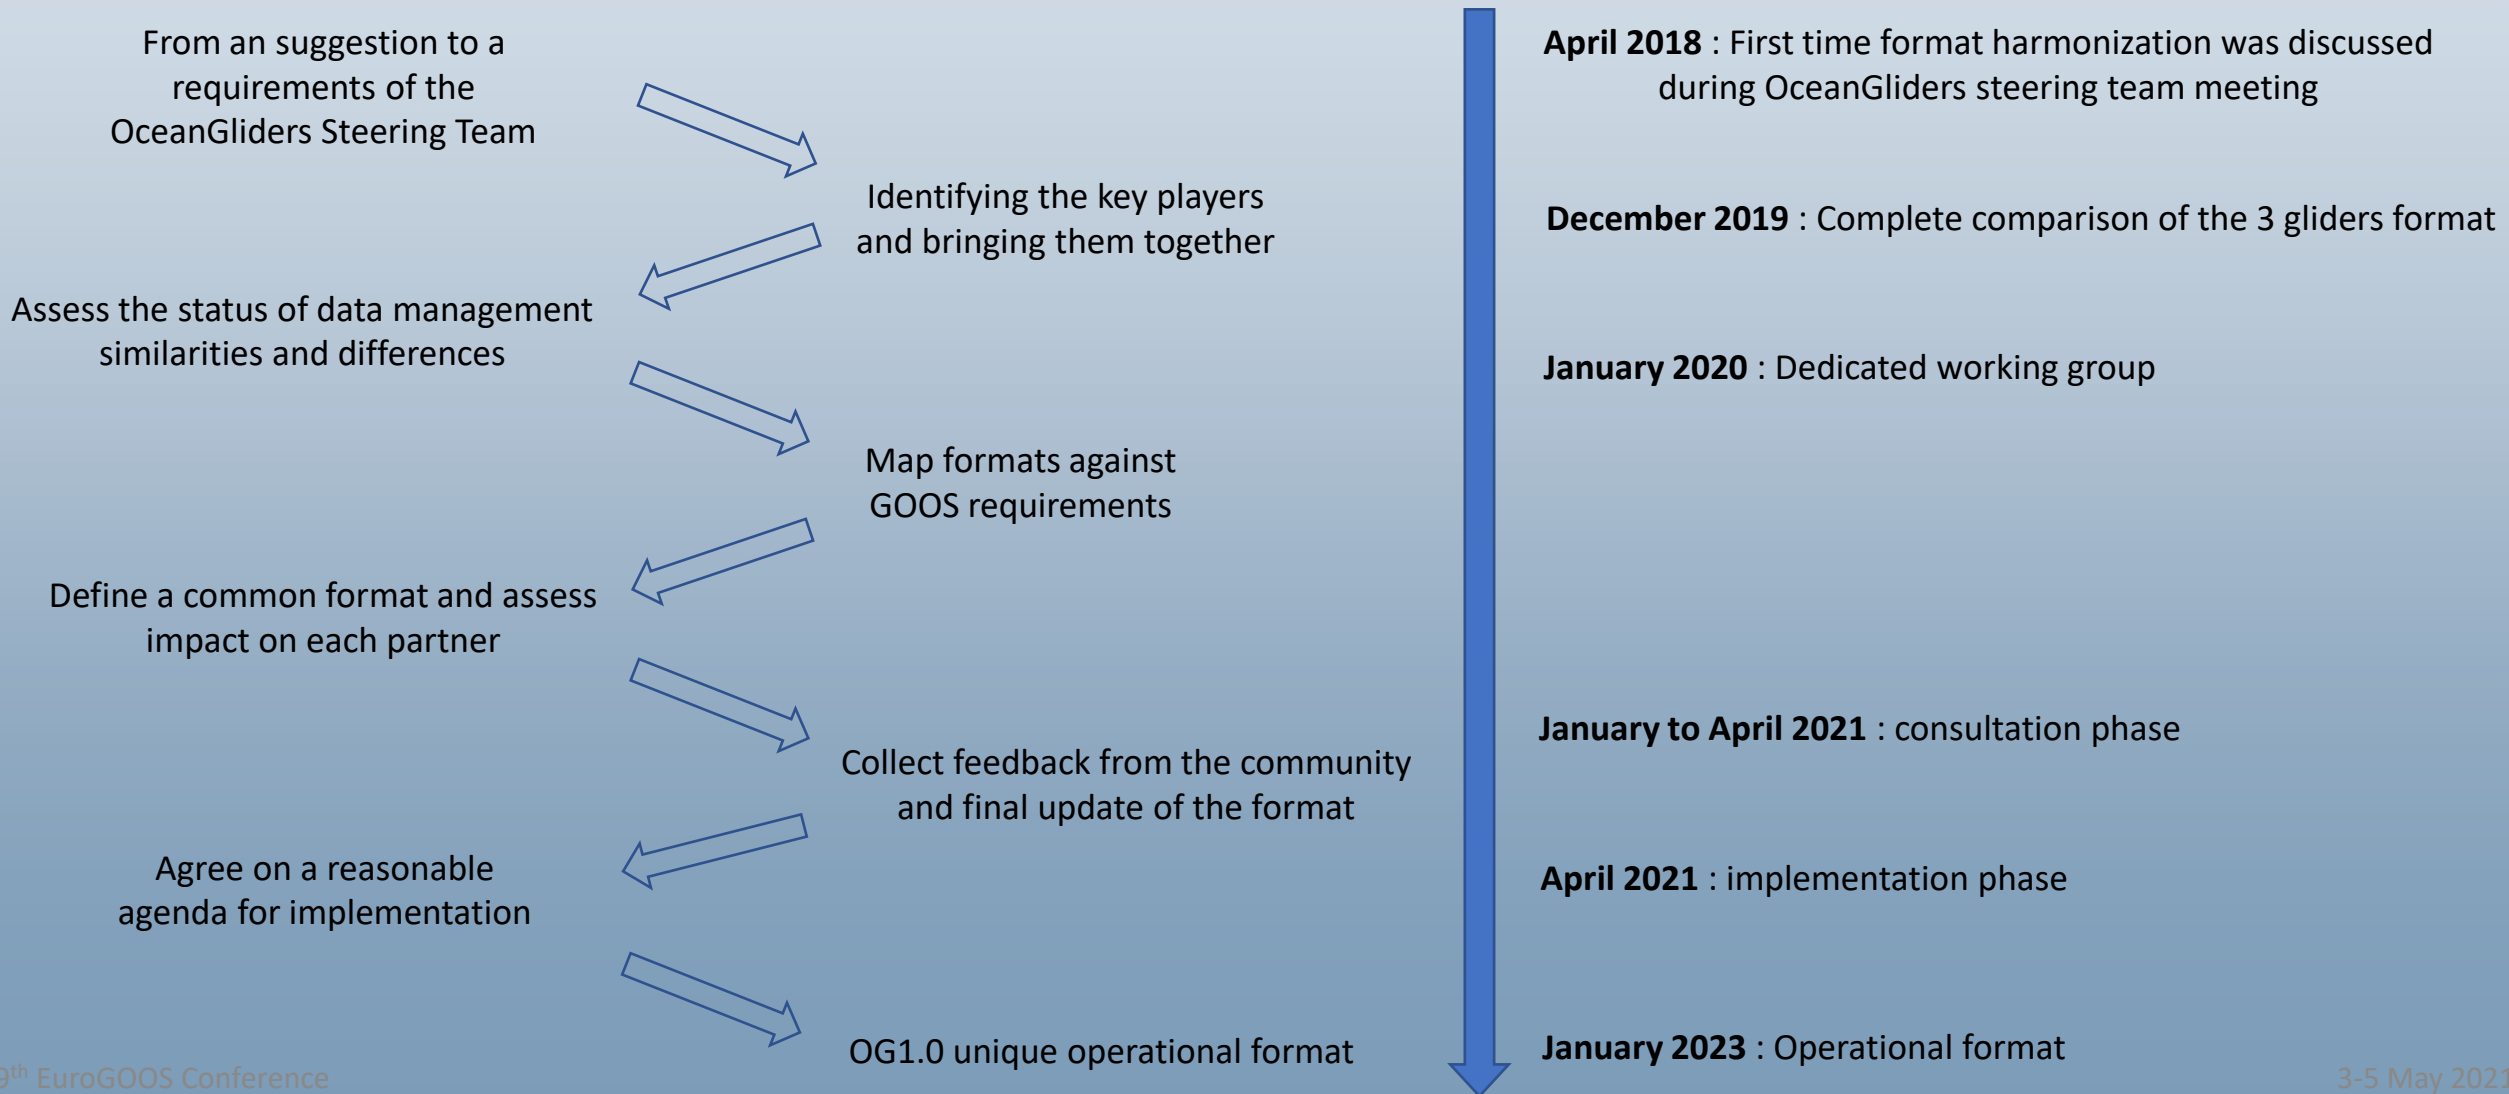 From an suggestion to a
requirements of the
OceanGliders Steering Team
Identifying the key players
and bringing them together
Assess the status of data management
similarities and differences
Map formats against
GOOS requirements
Define a common format and assess
impact on each partner
Collect feedback from the community
and final update of the format
Agree on a reasonable
agenda for implementation
OG1.0 unique operational format
April 2018 : First time format harmonization was discussed
during OceanGliders steering team meeting
December 2019 : Complete comparison of the 3 gliders format
January 2020 : Dedicated working group
January to April 2021 : consultation phase
April 2021 : implementation phase
January 2023 : Operational format
9th EuroGOOS Conference
3-5 May 2021